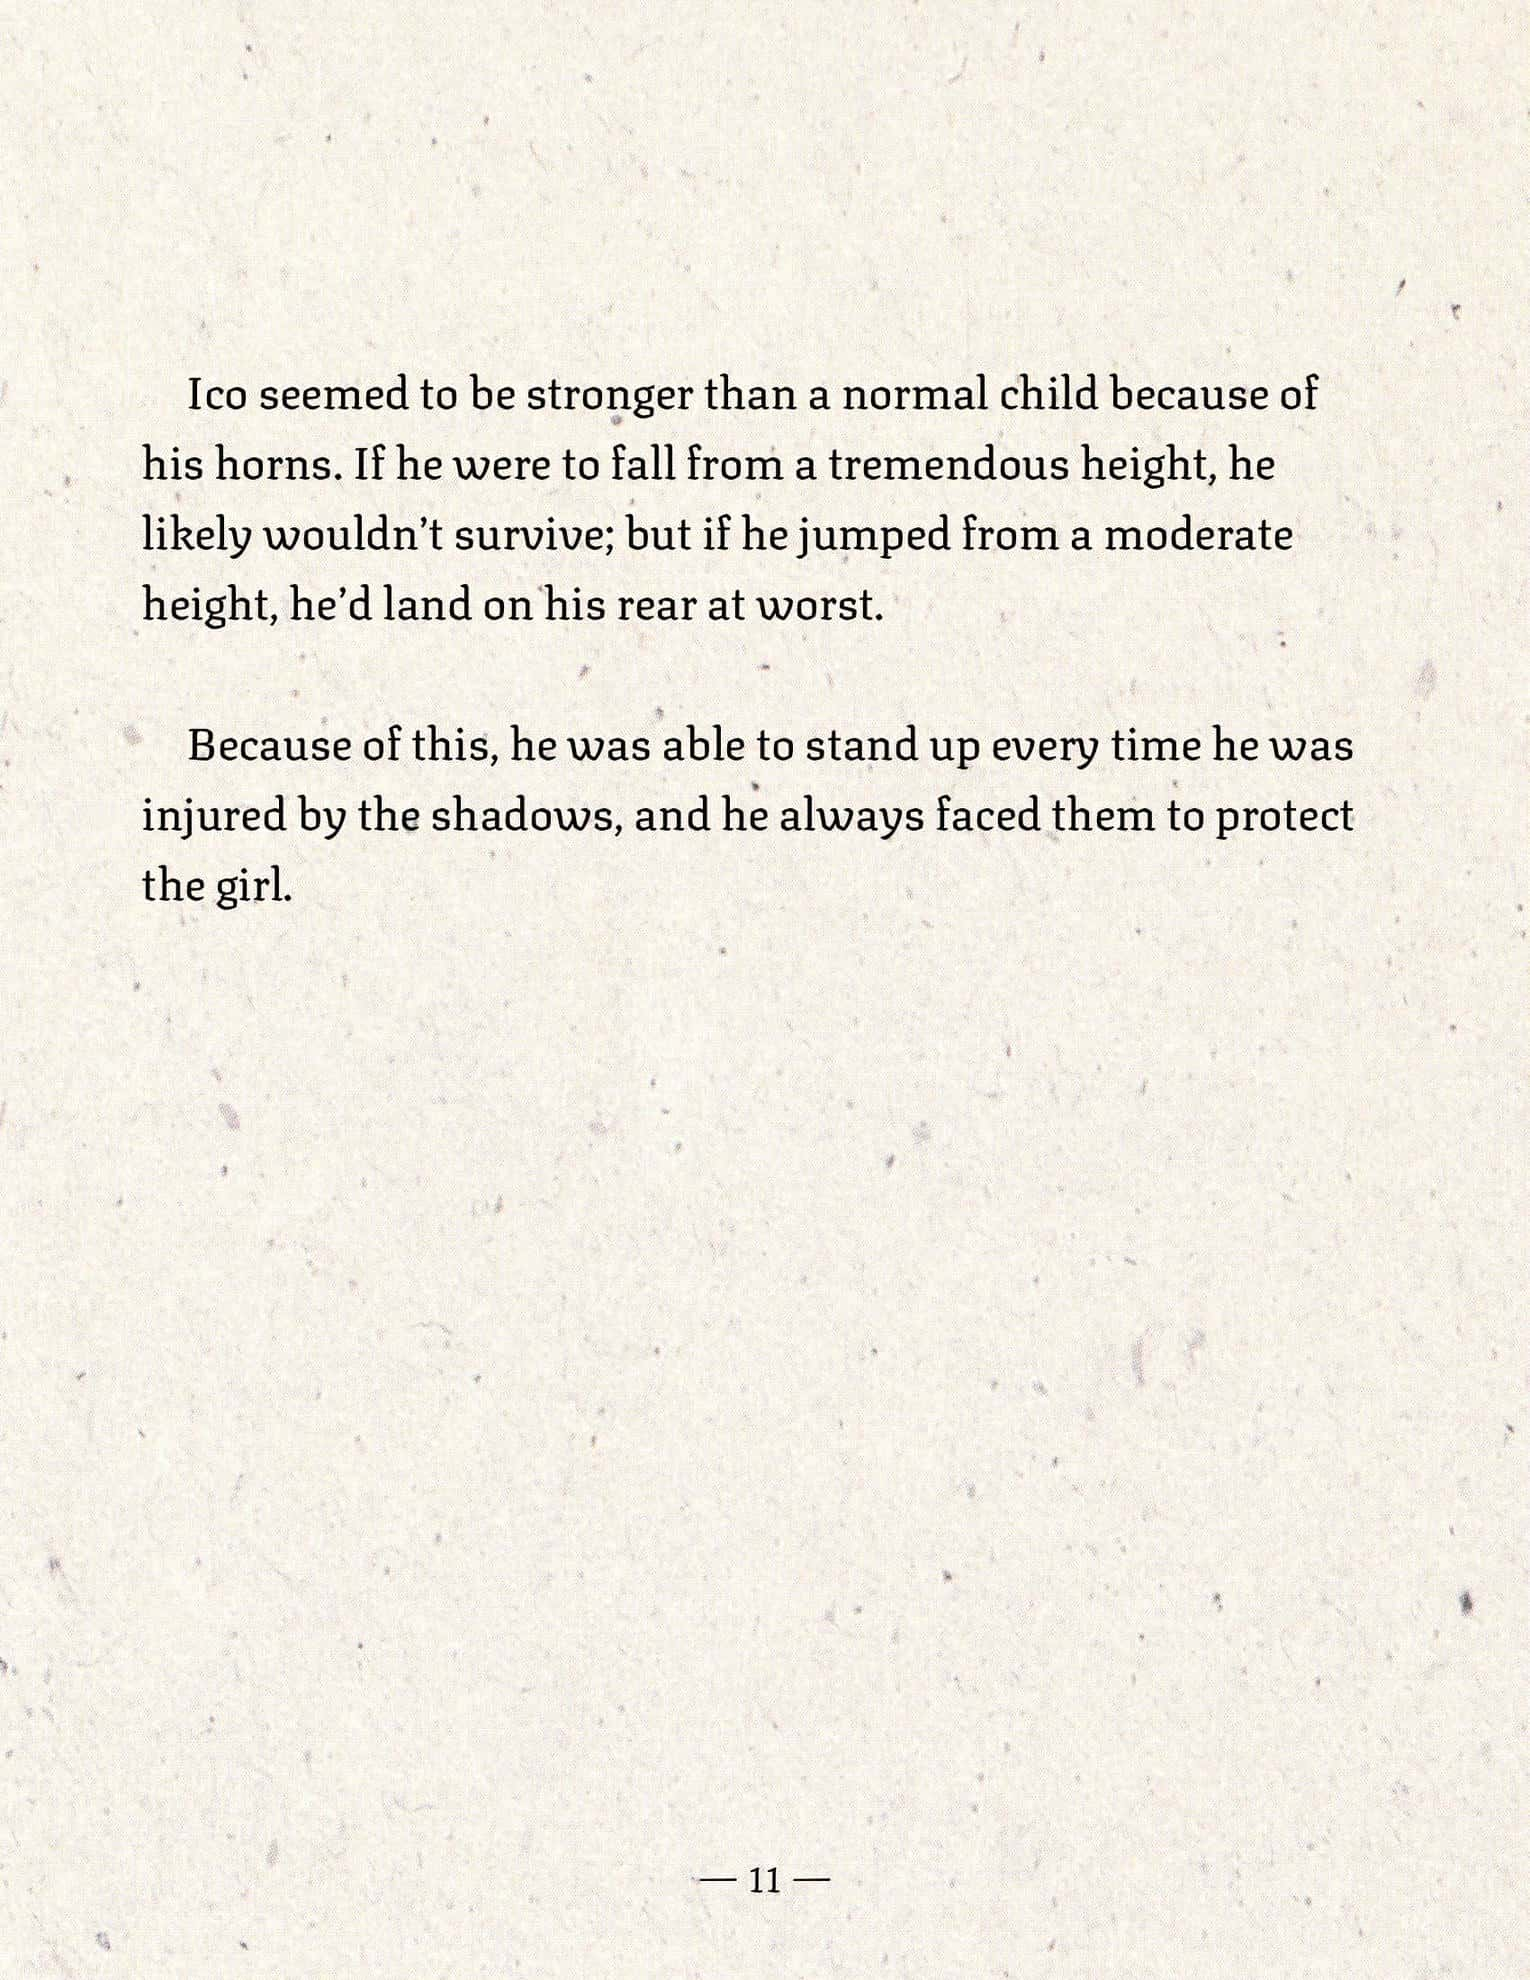 Ico seemed to be stronger than a normal child because of
his horns. If he were to fall from a tremendous height, he
likely wouldn’t survive; but if he jumped from a moderate
height, he’d land on his rear at worst.
Because of this, he was able to stand up every time he was
injured by the shadows, and he always faced them to protect
the girl.
— 11 —